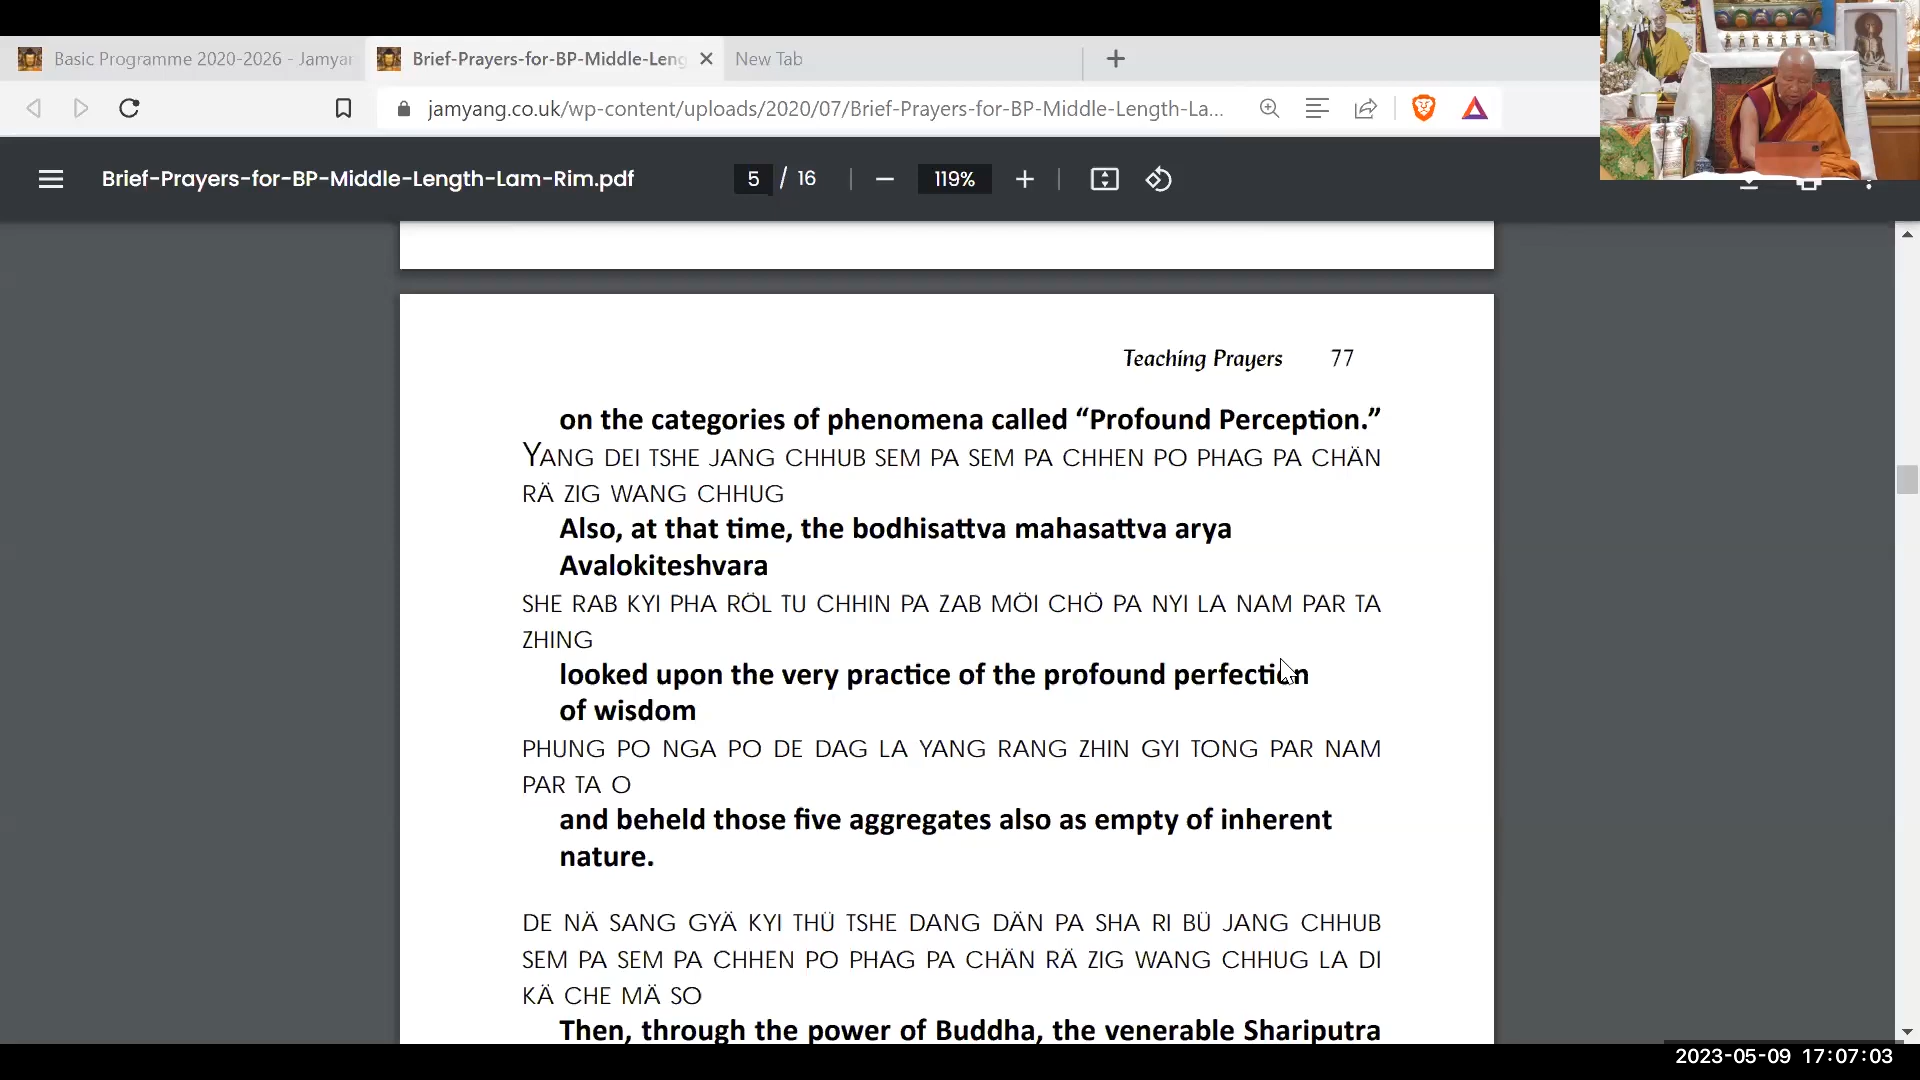 Basic Programme 2020-2026 - Jamyan
Brief-Prayers-for-BP-Middle-Leng
New Tab
jamyang.co.uk/wp-content/uploads/2020/07/Brief-Prayers-for-BP-Middle-Length-La...
Brief-Prayers-for-BP-Middle-Length-Lam-Rim.pdf
5 / 16
119%
Teaching Prayers 77
on the categories of phenomena called “Profound Perception.”
YANG DEI TSHE JANG CHHUB SEM PA SEM PA CHHEN PO PHAG PA CHÄN
RÄ ZIG WANG CHHUG
Also, at that time, the bodhisattva mahasattva arya
Avalokiteshvara
SHE RAB KYI PHA RÖL TU CHHIN PA ZAB MÖI CHÖ PA NYI LA NAM PAR TA
ZHING
looked upon the very practice of the profound perfection
of wisdom
PHUNG PO NGA PO DE DAG LA YANG RANG ZHIN GYI TONG PAR NAM
PAR TA O
and beheld those five aggregates also as empty of inherent
nature.
DE NÄ SANG GYÄ KYI THÜ TSHE DANG DÄN PA SHA RI BÜ JANG CHHUB
SEM PA SEM PA CHHEN PO PHAG PA CHÄN RÄ ZIG WANG CHHUG LA DI
KÄ CHE MÄ SO
Then, through the power of Buddha, the venerable Shariputra
2023-05-09 17:07:03